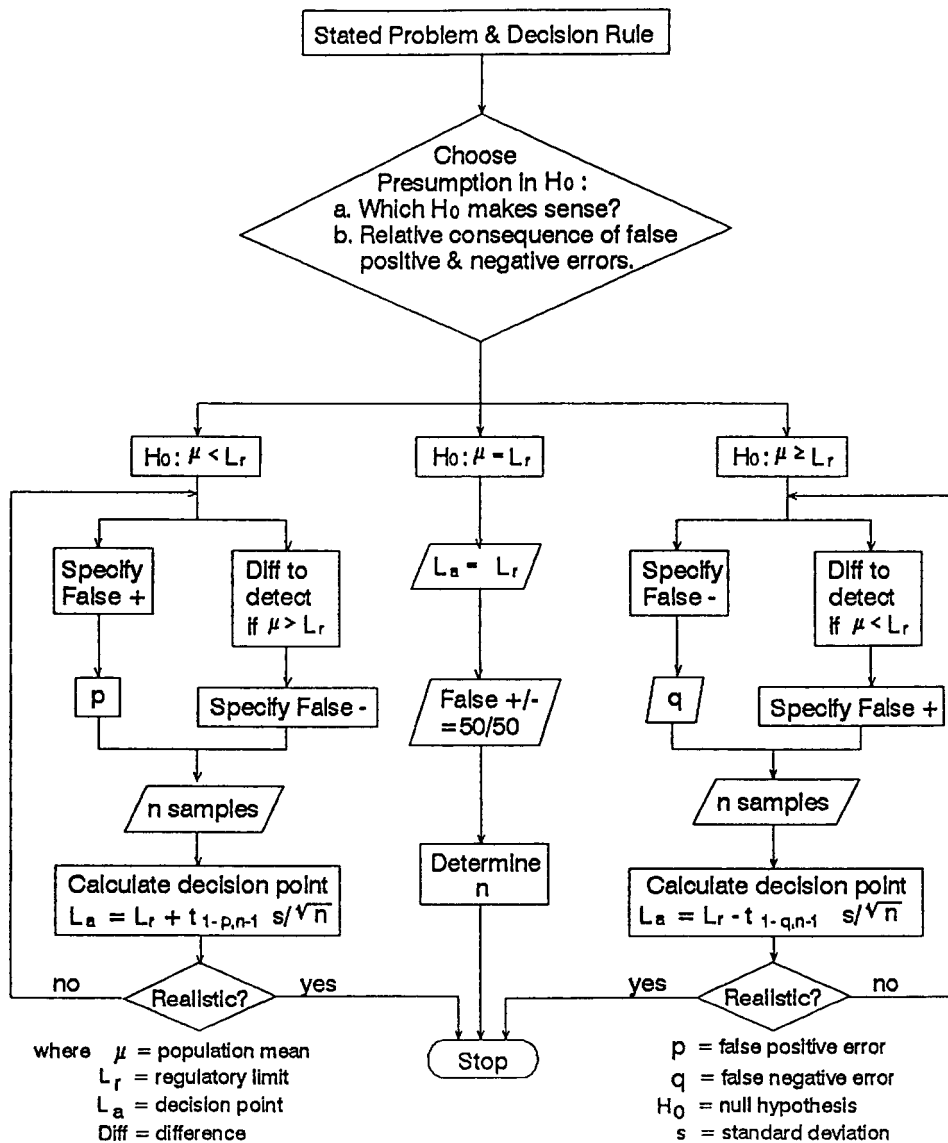 Stated Problem & Decision Rule
Choose
Presumption in H₀ :
a. Which H₀ makes sense?
b. Relative consequence of false
positive & negative errors.
H₀ : μ < Lᵣ
H₀ : μ = Lᵣ
H₀ : μ ≥ Lᵣ
Specify
False +
Diff to
detect
if μ > Lᵣ
Lₐ = Lᵣ
Specify
False -
Diff to
detect
if μ < Lᵣ
p
Specify False -
False +/-
=50/50
q
Specify False +
n samples
n samples
Calculate decision point
Lₐ = Lᵣ + t 1-p,n-1 s/√n
Determine
n
Calculate decision point
Lₐ = Lᵣ - t 1-q,n-1 s/√n
no
Realistic?
yes
yes
Realistic?
no
Stop
where μ = population mean
Lᵣ = regulatory limit
Lₐ = decision point
Diff = difference
p = false positive error
q = false negative error
H₀ = null hypothesis
s = standard deviation